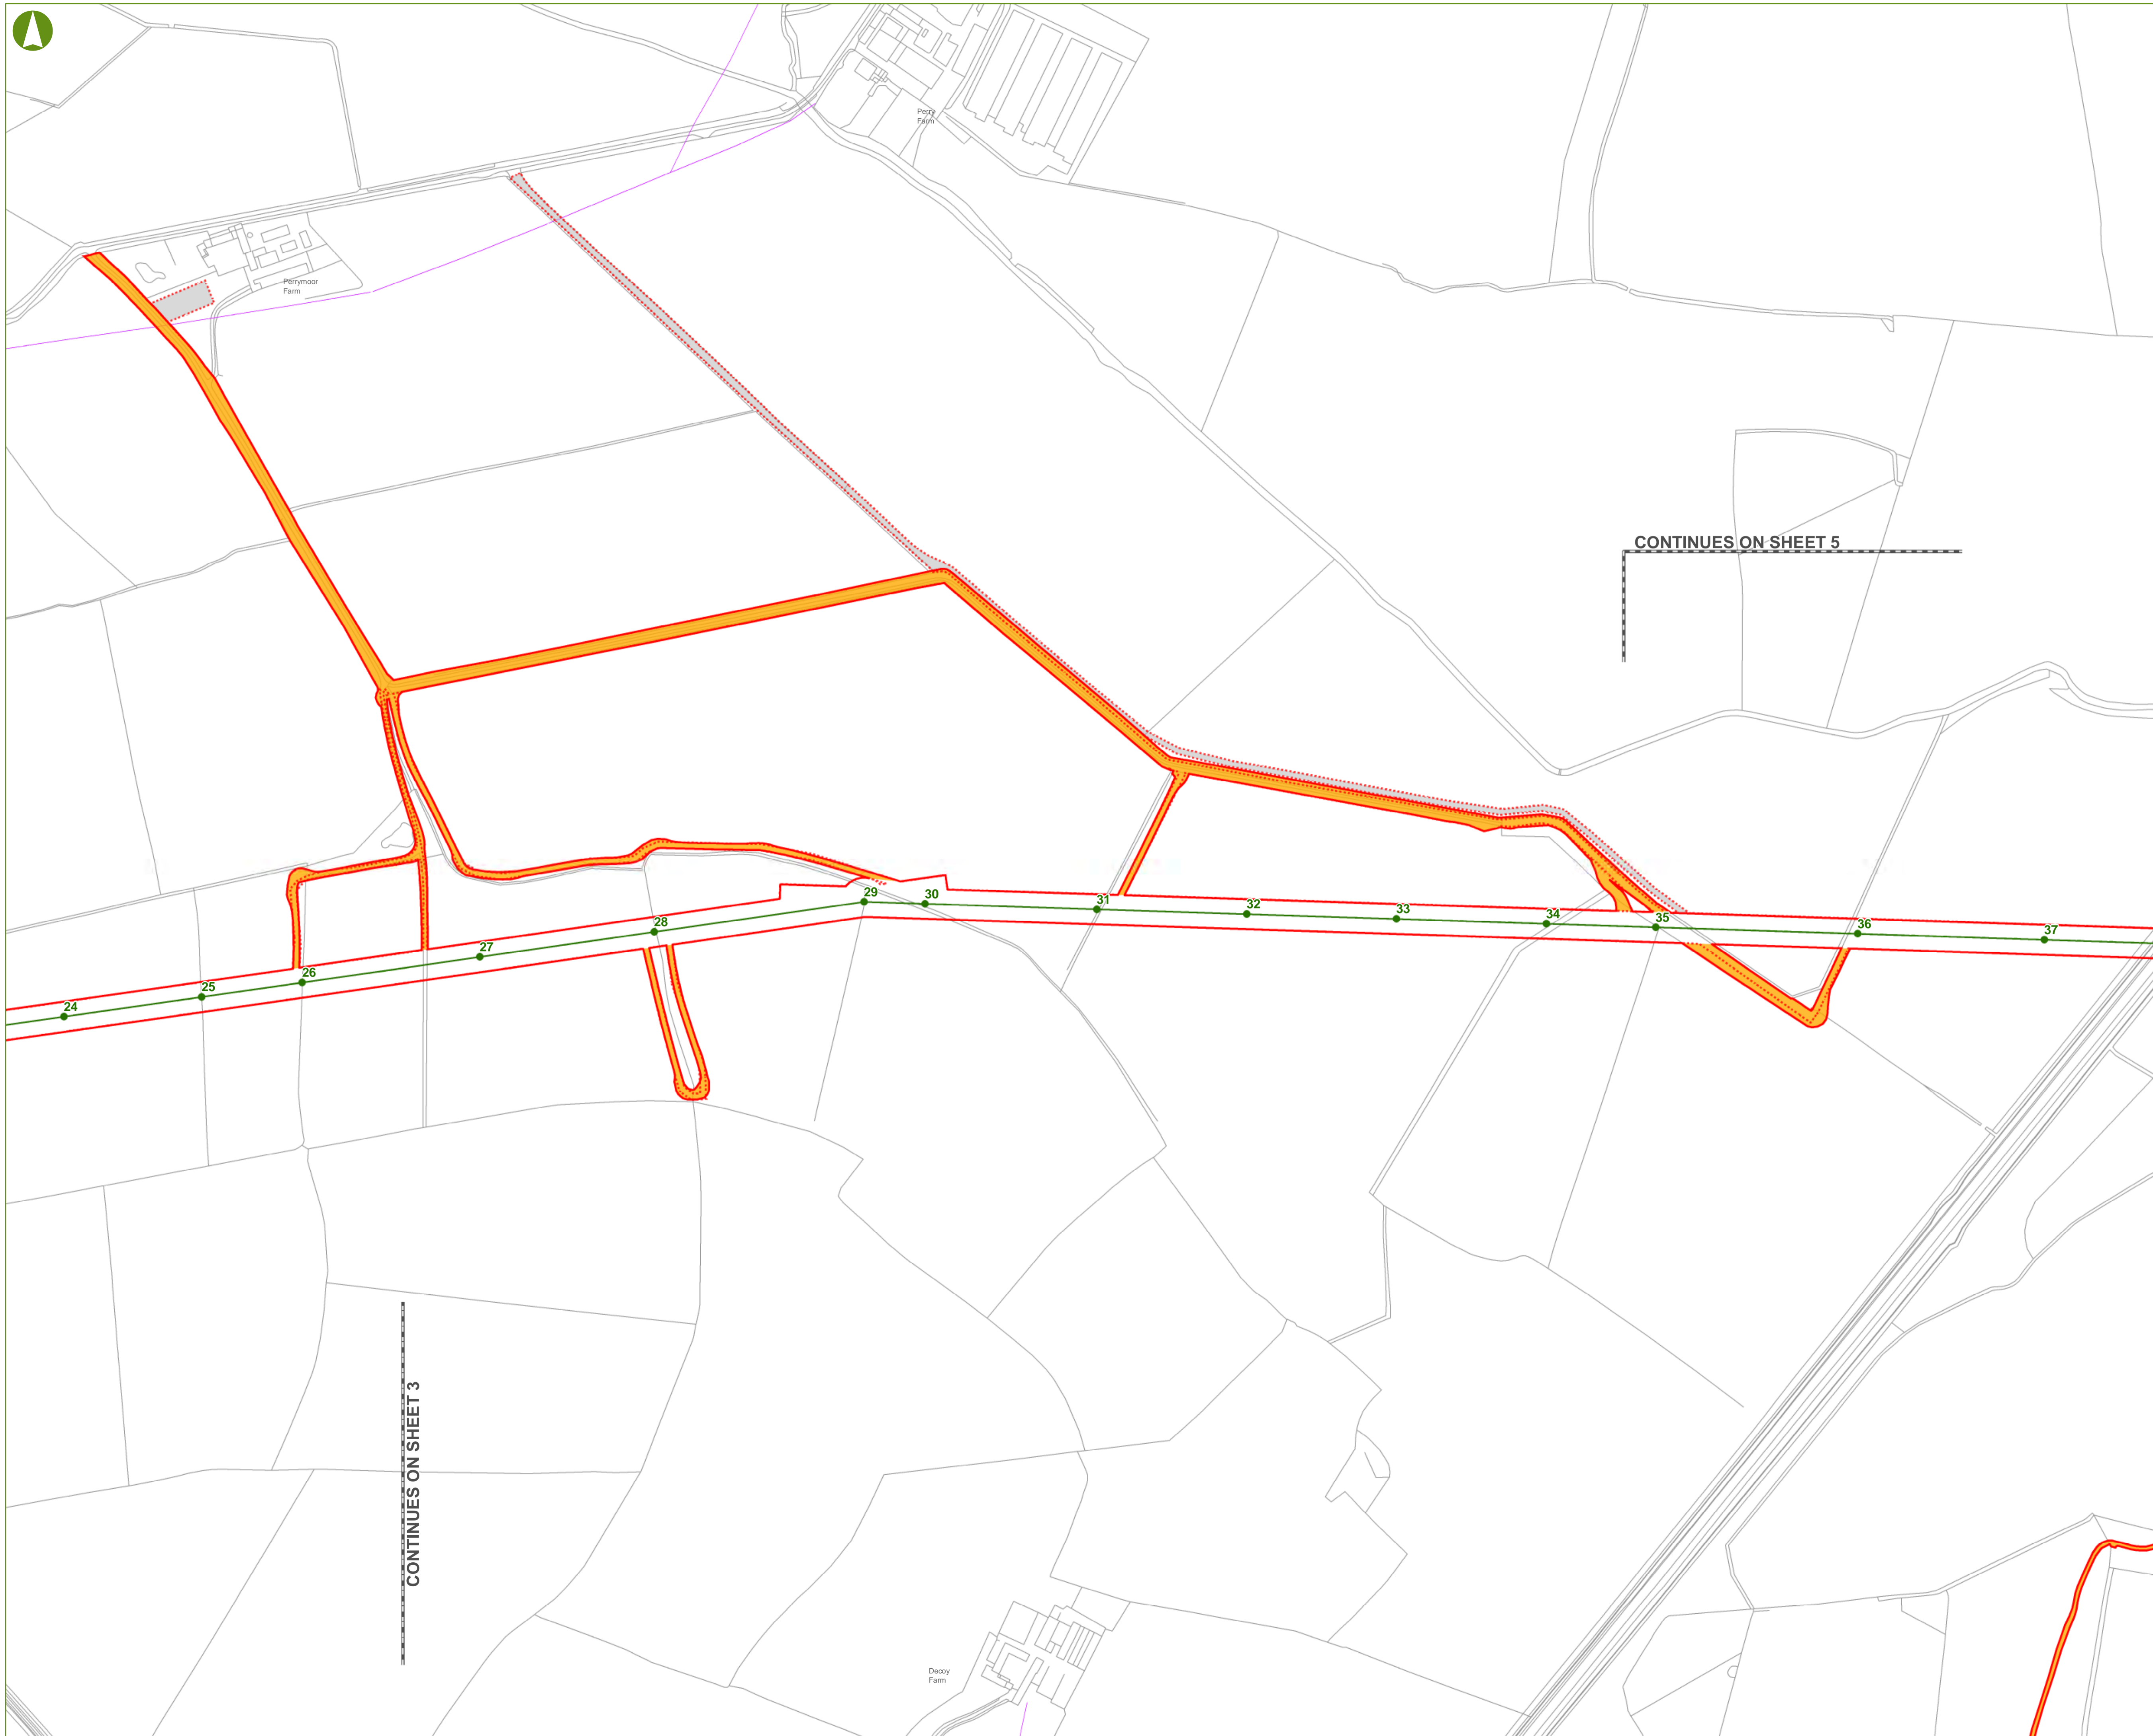 Perry
Farm
Perrymoor
Farm
CONTINUES ON SHEET 5
24
25
26
27
28
29
30
31
32
33
34
35
36
37
CONTINUES ON SHEET 3
Decoy
Farm